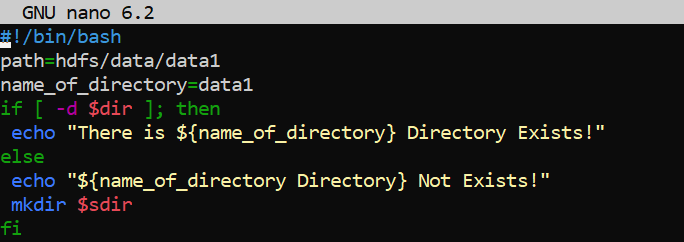 GNU nano 6.2
#!/bin/bash
path=hdfs/data/data1
name_of_directory=data1
if [ -d $dir ]; then
 echo "There is ${name_of_directory} Directory Exists!"
else
 echo "${name_of_directory Directory} Not Exists!"
 mkdir $sdir
fi